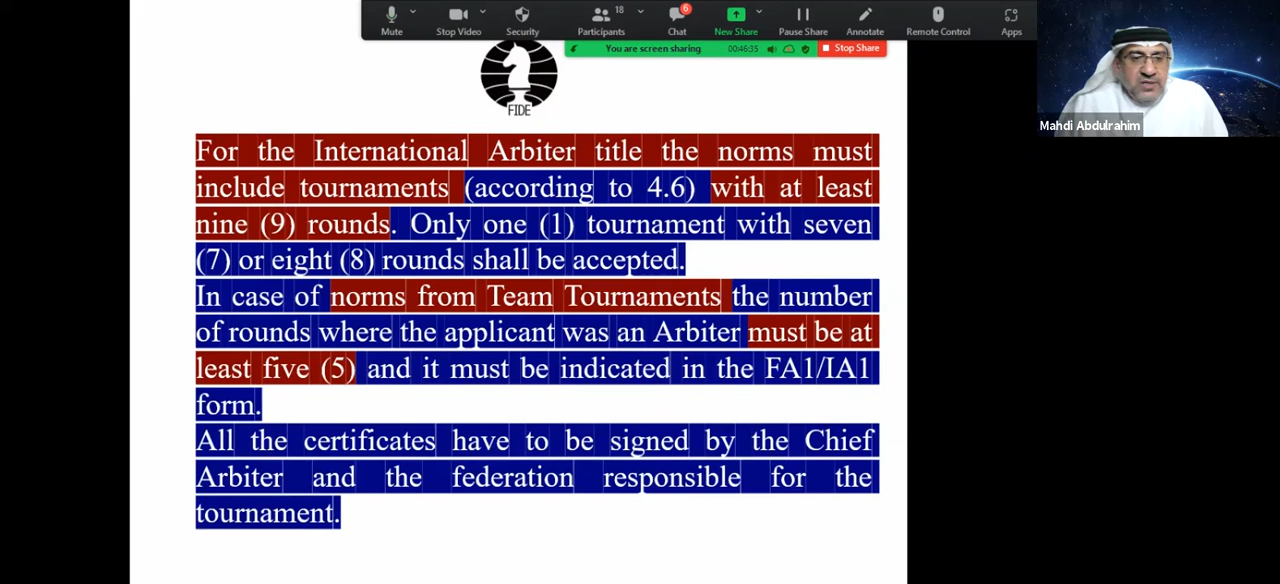 18
6
Mute
Stop Video
Security
Participants
Chat
New Share
Pause Share
Annotate
Remote Control
Apps
You are screen sharing
00:46:35
Stop Share
FIDE
Mahdi Abdulrahim
For the International Arbiter title the norms must
include tournaments (according to 4.6) with at least
nine (9) rounds. Only one (1) tournament with seven
(7) or eight (8) rounds shall be accepted.
In case of norms from Team Tournaments the number
of rounds where the applicant was an Arbiter must be at
least five (5) and it must be indicated in the FA1/IA1
form.
All the certificates have to be signed by the Chief
Arbiter and the federation responsible for the
tournament.